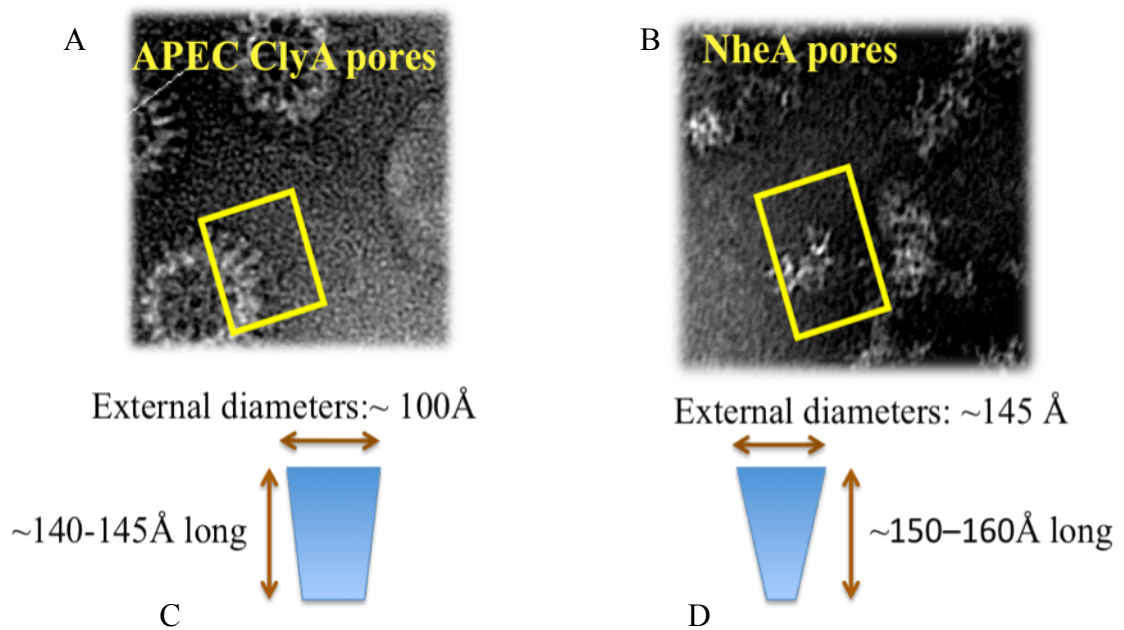 A
B
APEC ClyA pores
NheA pores
External diameters:~ 100Å
External diameters: ~145 Å
~140-145Å long
~150–160Å long
C
D